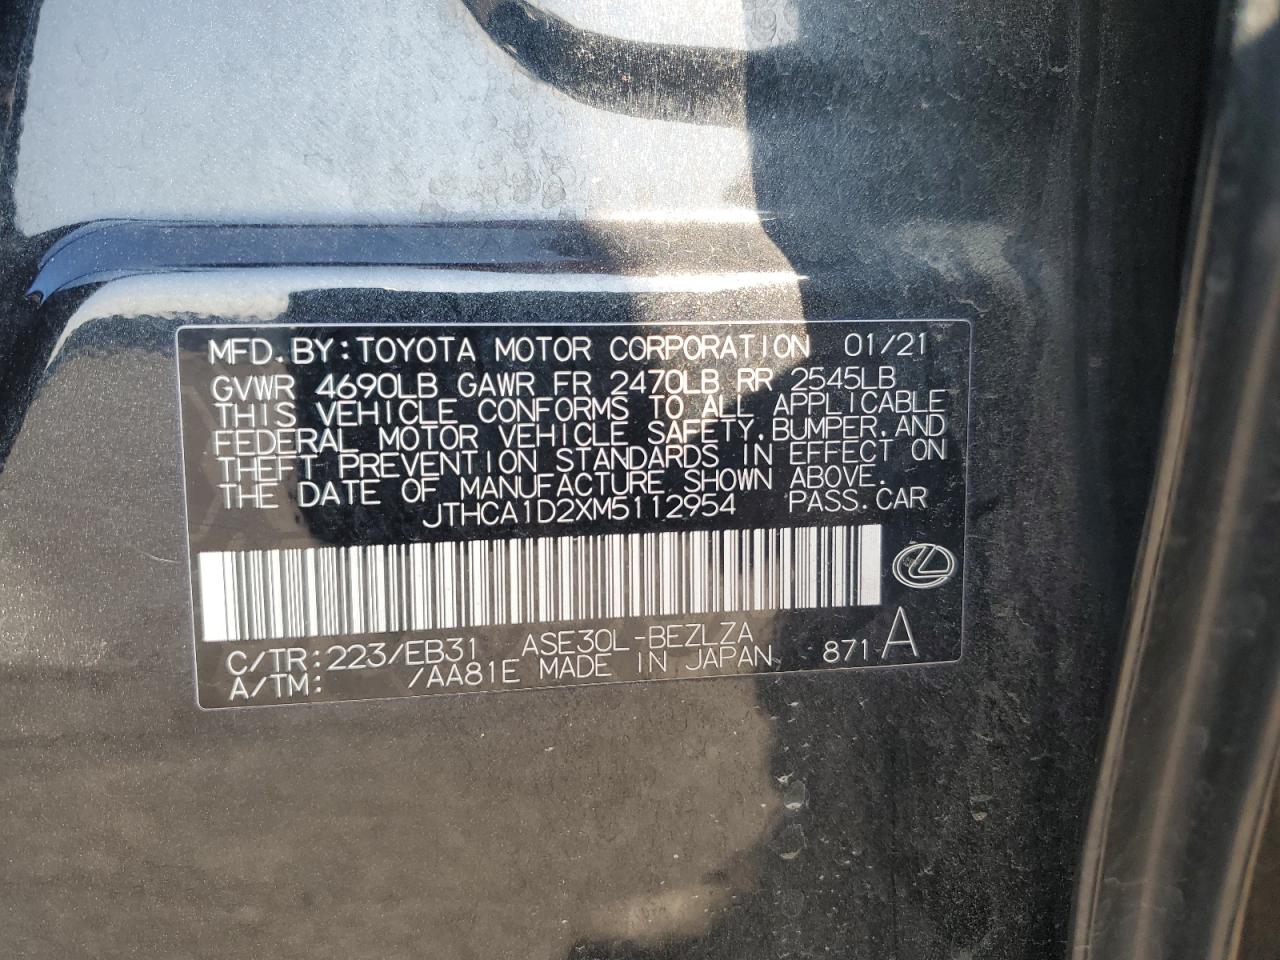 MFD. BY: TOYOTA MOTOR CORPORATION 01/21
GVWR 4690LB GAWR FR 2470LB RR 2545LB
THIS VEHICLE CONFORMS TO ALL APPLICABLE
FEDERAL MOTOR VEHICLE SAFETY, BUMPER, AND
THEFT PREVENTION STANDARDS IN EFFECT ON
THE DATE OF MANUFACTURE SHOWN ABOVE.
JTHCA1D2XM5112954 PASS. CAR
C/TR: 223/EB31 ASE30L-BEZLZA 871 A
A/TM: /AA81E MADE IN JAPAN